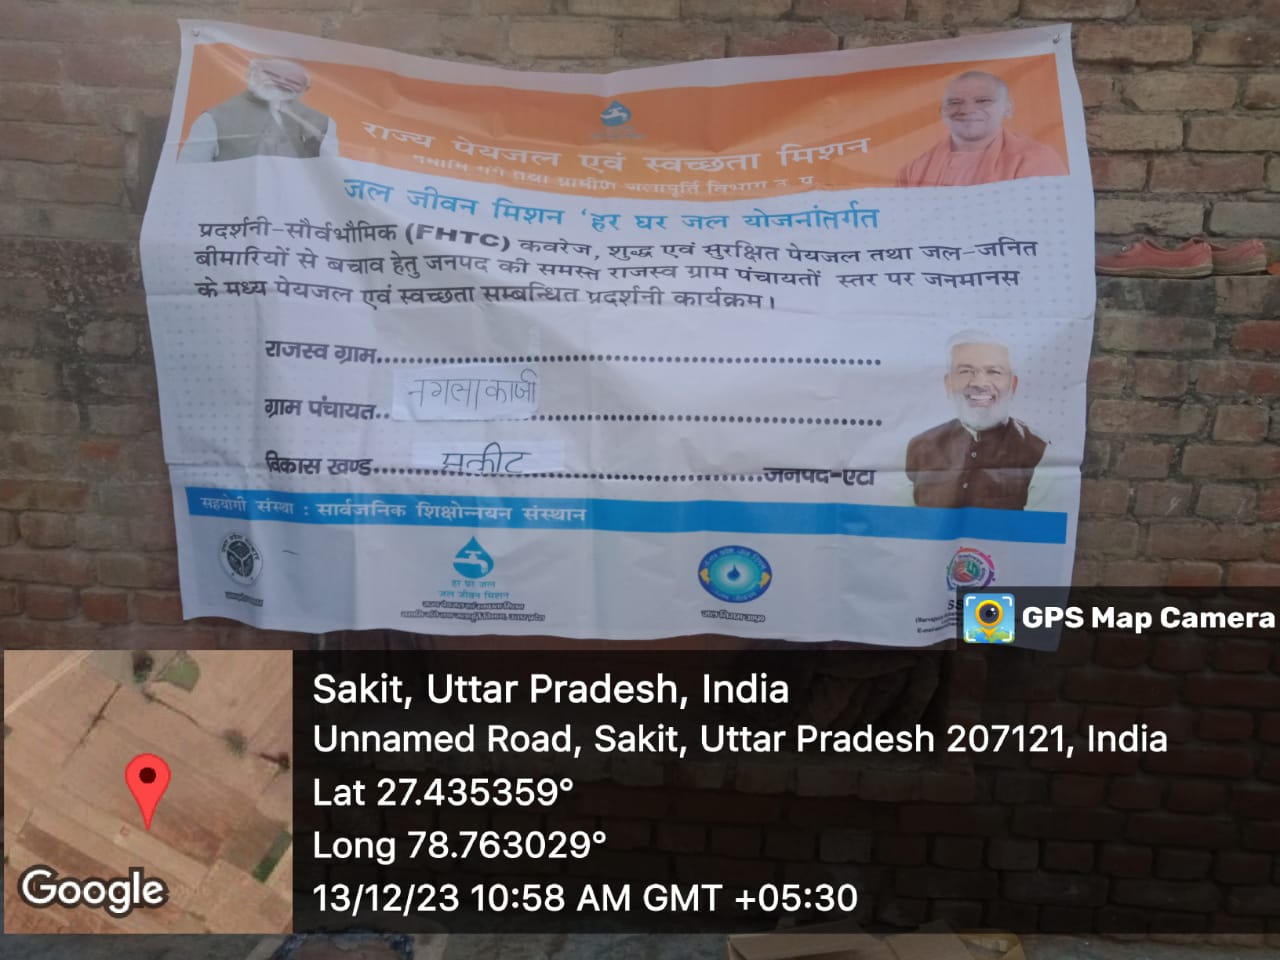 राज्य पेयजल एवं स्वच्छता मिशन
नमामि गंगे तथा ग्रामीण जलापूर्ति विभाग उ. प्र.
जल जीवन मिशन 'हर घर जल योजनांतर्गत
प्रदर्शनी-सौर्वभौमिक (FHTC) कवरेज, शुद्ध एवं सुरक्षित पेयजल तथा जल-जनित
बीमारियों से बचाव हेतु जनपद की समस्त राजस्व ग्राम पंचायतों स्तर पर जनमानस
के मध्य पेयजल एवं स्वच्छता सम्बन्धित प्रदर्शनी कार्यक्रम।
राजस्व ग्राम
ग्राम पंचायत.. नगला काजी
विकास खण्ड सकीट जनपद-एटा
सहयोगी संस्था : सार्वजनिक शिक्षोन्नयन संस्थान
हर घर जल
जल जीवन मिशन
GPS Map Camera
Sakit, Uttar Pradesh, India
Unnamed Road, Sakit, Uttar Pradesh 207121, India
Lat 27.435359°
Long 78.763029°
13/12/23 10:58 AM GMT +05:30
Google